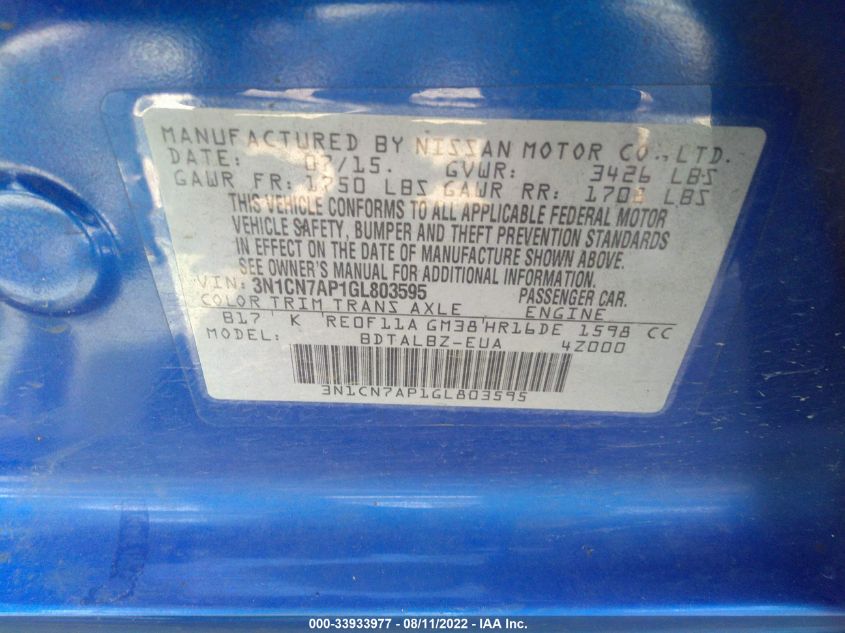 MANUFACTURED BY NISSAN MOTOR CO., LTD.
DATE: 07/15. GVWR: 3426 LBS
GAWR FR: 1750 LBS GAWR RR: 1703 LBS
THIS VEHICLE CONFORMS TO ALL APPLICABLE FEDERAL MOTOR
VEHICLE SAFETY, BUMPER AND THEFT PREVENTION STANDARDS
IN EFFECT ON THE DATE OF MANUFACTURE SHOWN ABOVE.
SEE OWNER'S MANUAL FOR ADDITIONAL INFORMATION.
VIN: 3N1CN7AP1GL803595 PASSENGER CAR.
COLOR TRIM TRANS AXLE ENGINE
B17 K RE0F11A GM38 HR16DE 1598 CC
MODEL: BDTALBZ-EUA 4Z000
3N1CN7AP1GL803595
000-33933977 - 08/11/2022 - IAA Inc.